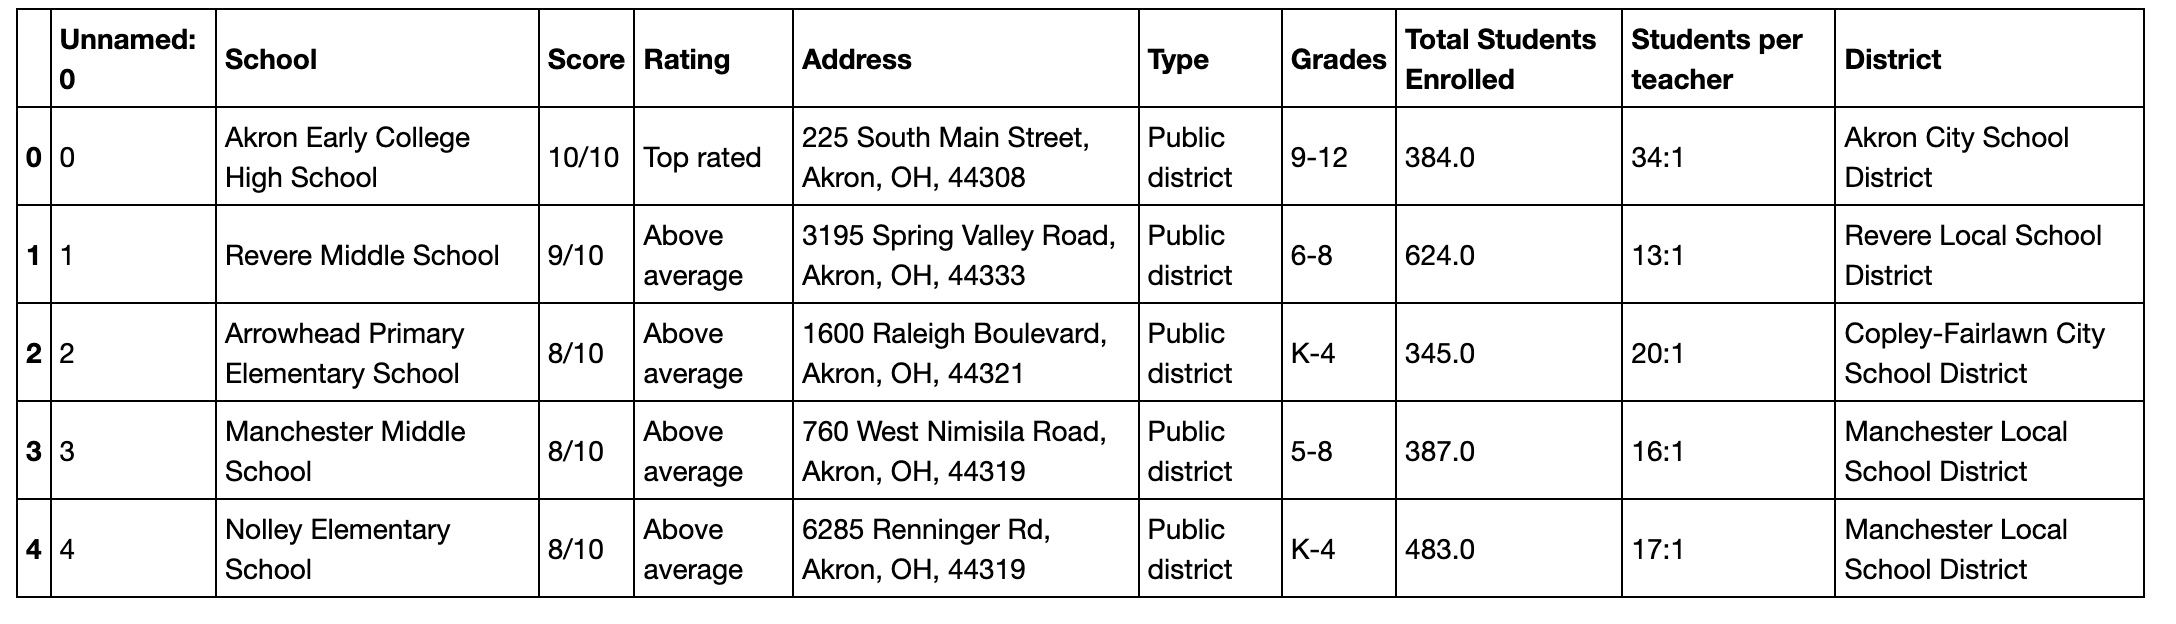 Unnamed: 0 School Score Rating Address Type Grades Total Students Enrolled Students per teacher District
0 0 Akron Early College High School 10/10 Top rated 225 South Main Street, Akron, OH, 44308 Public district 9-12 384.0 34:1 Akron City School District
1 1 Revere Middle School 9/10 Above average 3195 Spring Valley Road, Akron, OH, 44333 Public district 6-8 624.0 13:1 Revere Local School District
2 2 Arrowhead Primary Elementary School 8/10 Above average 1600 Raleigh Boulevard, Akron, OH, 44321 Public district K-4 345.0 20:1 Copley-Fairlawn City School District
3 3 Manchester Middle School 8/10 Above average 760 West Nimisila Road, Akron, OH, 44319 Public district 5-8 387.0 16:1 Manchester Local School District
4 4 Nolley Elementary School 8/10 Above average 6285 Renninger Rd, Akron, OH, 44319 Public district K-4 483.0 17:1 Manchester Local School District